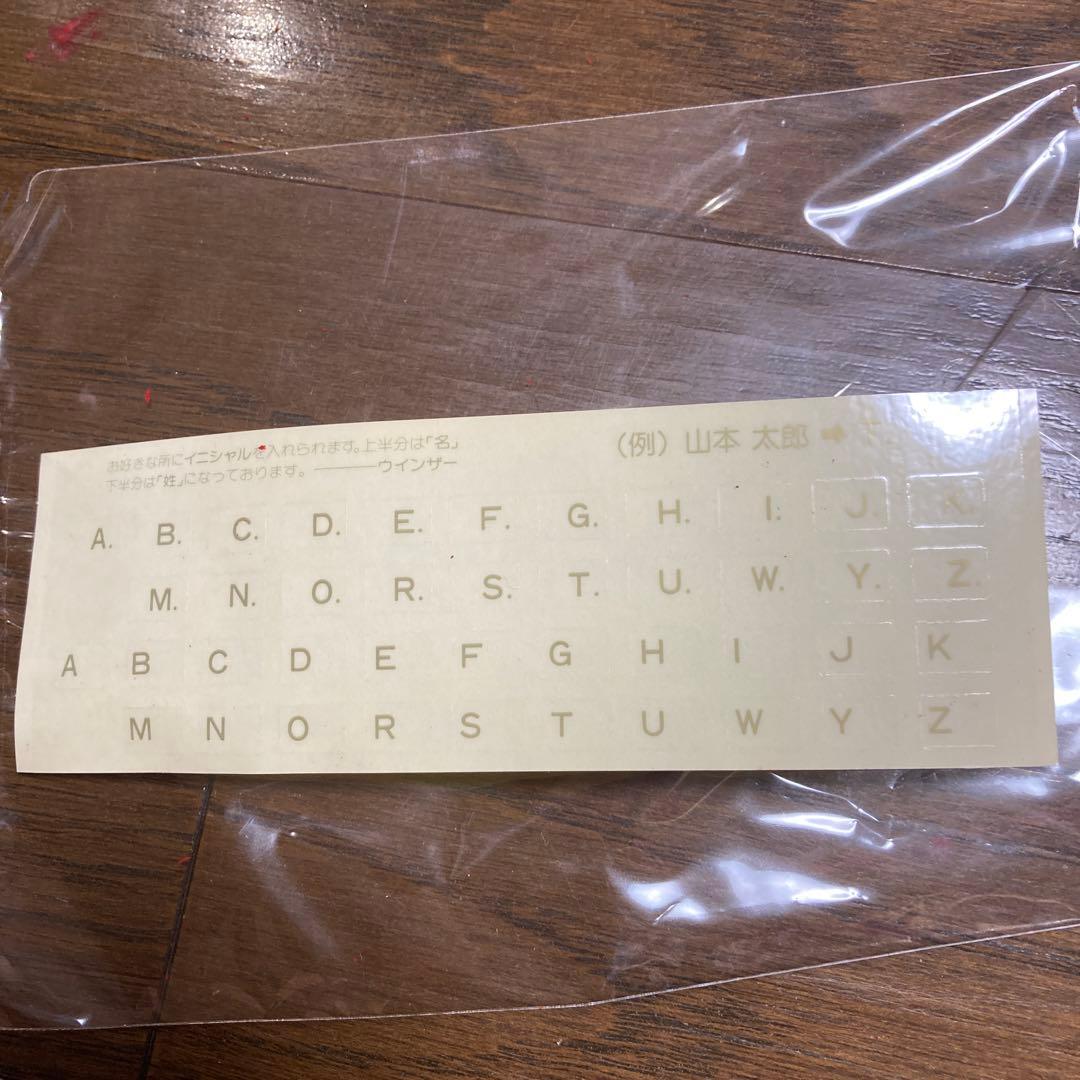 お好きな所にイニシャルを入れられます。上半分は「名」
下半分は「姓」になっております。 ————ウインザー
(例) 山本 太郎 ➡
A. B. C. D. E. F. G. H. I. J. K.
M. N. O. R. S. T. U. W. Y. Z.
A B C D E F G H I J K
M N O R S T U W Y Z